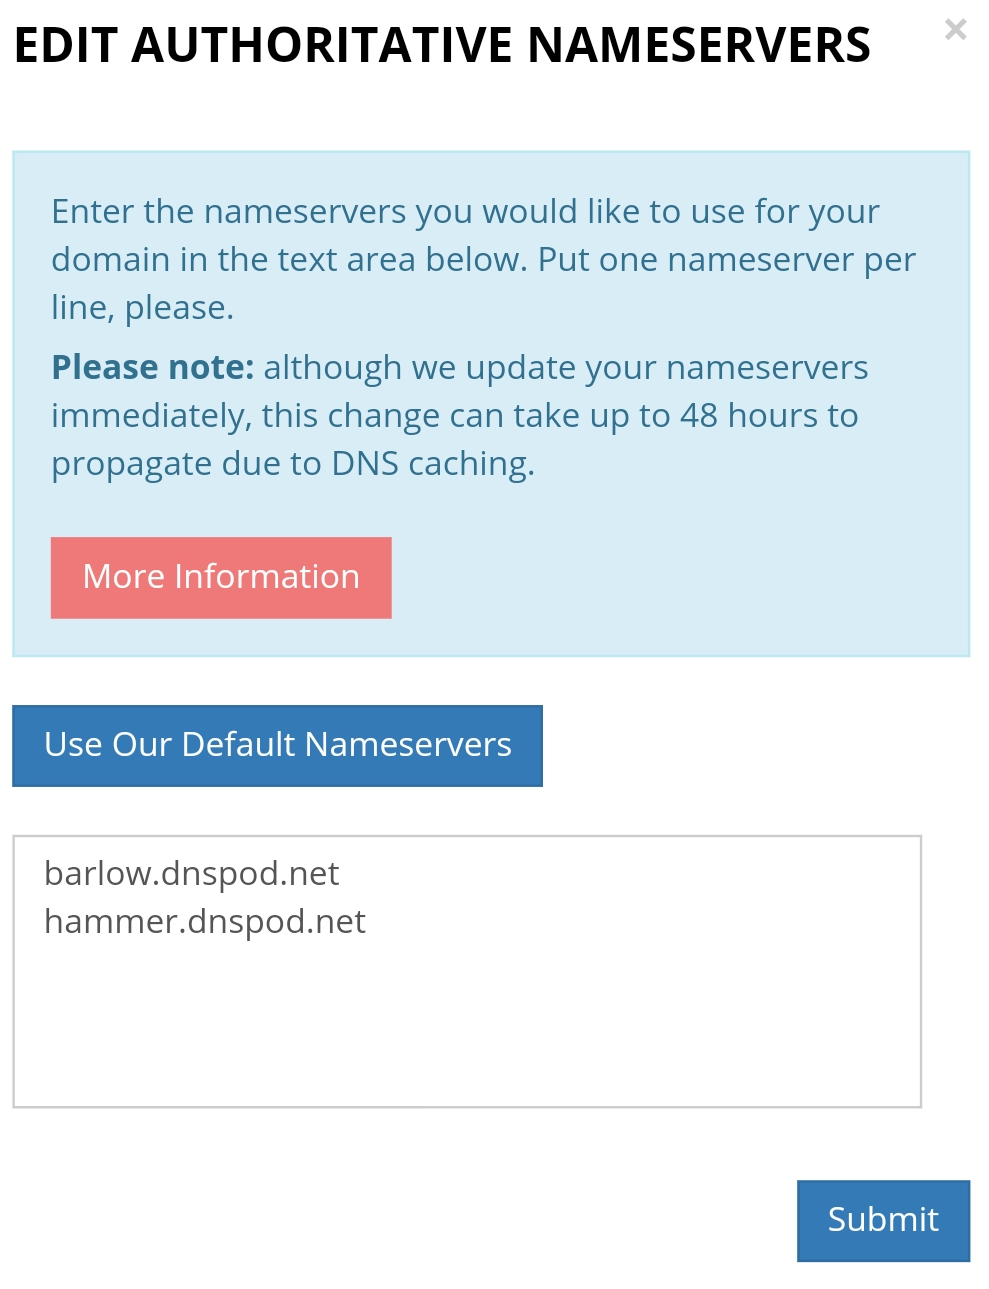 EDIT AUTHORITATIVE NAMESERVERS
×
Enter the nameservers you would like to use for your
domain in the text area below. Put one nameserver per
line, please.
Please note: although we update your nameservers
immediately, this change can take up to 48 hours to
propagate due to DNS caching.
More Information
Use Our Default Nameservers
barlow.dnspod.net
hammer.dnspod.net
Submit